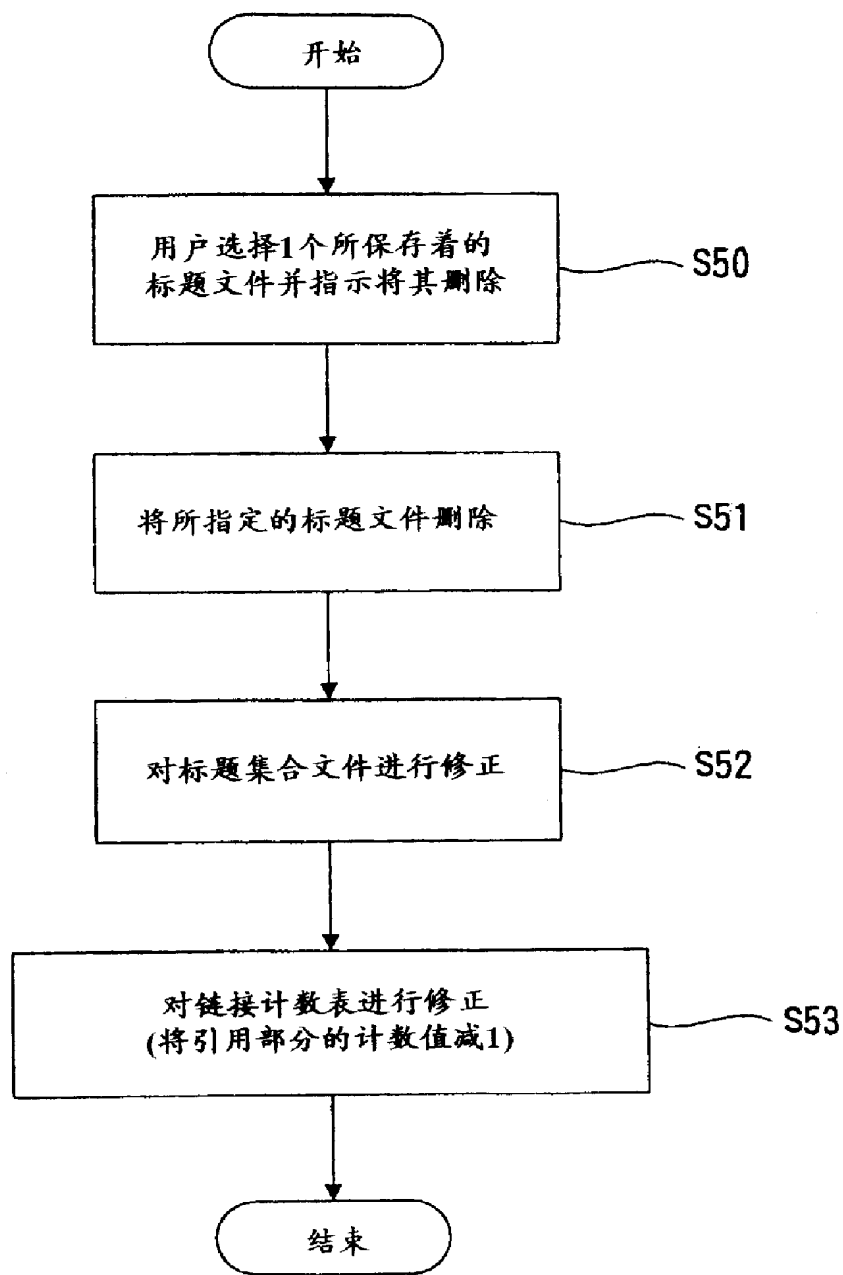 开始
用户选择1个所保存着的
标题文件并指示将其删除
S50
将所指定的标题文件删除
S51
对标题集合文件进行修正
S52
对链接计数表进行修正
(将引用部分的计数值减1)
S53
结束